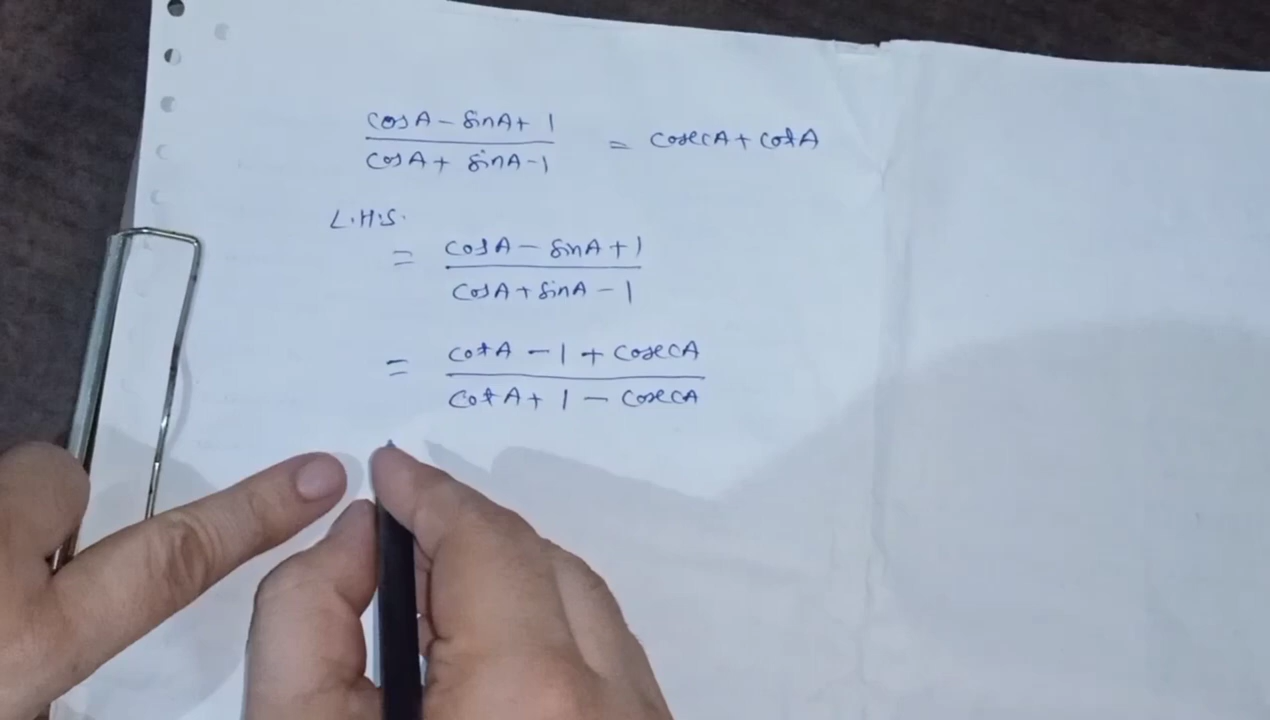 cosA - sinA + 1 / cosA + sinA - 1 = cosecA + cotA
L.H.S.
= cosA - sinA + 1 / cosA + sinA - 1
= cotA - 1 + cosecA / cotA + 1 - cosecA